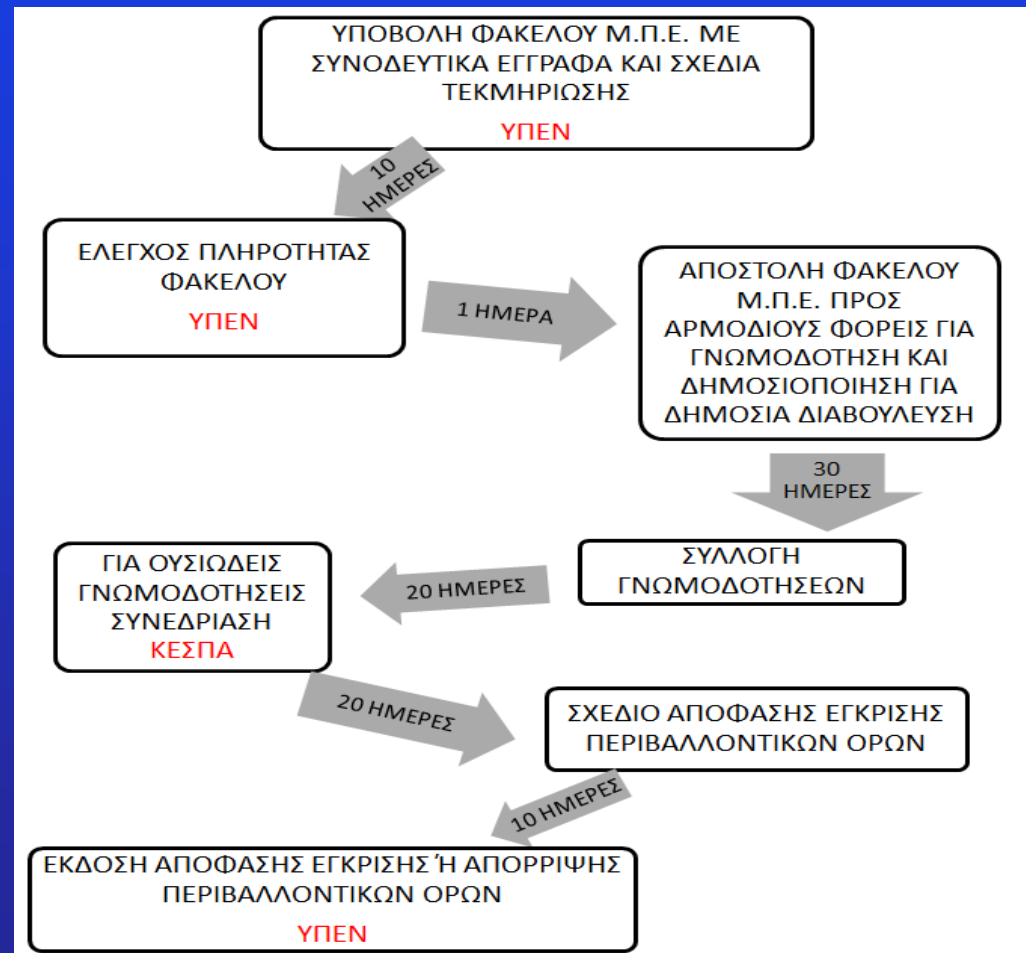 ΥΠΟΒΟΛΗ ΦΑΚΕΛΟΥ Μ.Π.Ε. ΜΕ
ΣΥΝΟΔΕΥΤΙΚΑ ΕΓΓΡΑΦΑ ΚΑΙ ΣΧΕΔΙΑ
ΤΕΚΜΗΡΙΩΣΗΣ
ΥΠΕΝ
10
ΗΜΕΡΕΣ
ΕΛΕΓΧΟΣ ΠΛΗΡΟΤΗΤΑΣ
ΦΑΚΕΛΟΥ
ΥΠΕΝ
1 ΗΜΕΡΑ
ΑΠΟΣΤΟΛΗ ΦΑΚΕΛΟΥ
Μ.Π.Ε. ΠΡΟΣ
ΑΡΜΟΔΙΟΥΣ ΦΟΡΕΙΣ ΓΙΑ
ΓΝΩΜΟΔΟΤΗΣΗ ΚΑΙ
ΔΗΜΟΣΙΟΠΟΙΗΣΗ ΓΙΑ
ΔΗΜΟΣΙΑ ΔΙΑΒΟΥΛΕΥΣΗ
30
ΗΜΕΡΕΣ
ΣΥΛΛΟΓΗ
ΓΝΩΜΟΔΟΤΗΣΕΩΝ
20 ΗΜΕΡΕΣ
ΓΙΑ ΟΥΣΙΩΔΕΙΣ
ΓΝΩΜΟΔΟΤΗΣΕΙΣ
ΣΥΝΕΔΡΙΑΣΗ
ΚΕΣΠΑ
20 ΗΜΕΡΕΣ
ΣΧΕΔΙΟ ΑΠΟΦΑΣΗΣ ΕΓΚΡΙΣΗΣ
ΠΕΡΙΒΑΛΛΟΝΤΙΚΩΝ ΟΡΩΝ
10 ΗΜΕΡΕΣ
ΕΚΔΟΣΗ ΑΠΟΦΑΣΗΣ ΕΓΚΡΙΣΗΣ Ή ΑΠΟΡΡΙΨΗΣ
ΠΕΡΙΒΑΛΛΟΝΤΙΚΩΝ ΟΡΩΝ
ΥΠΕΝ